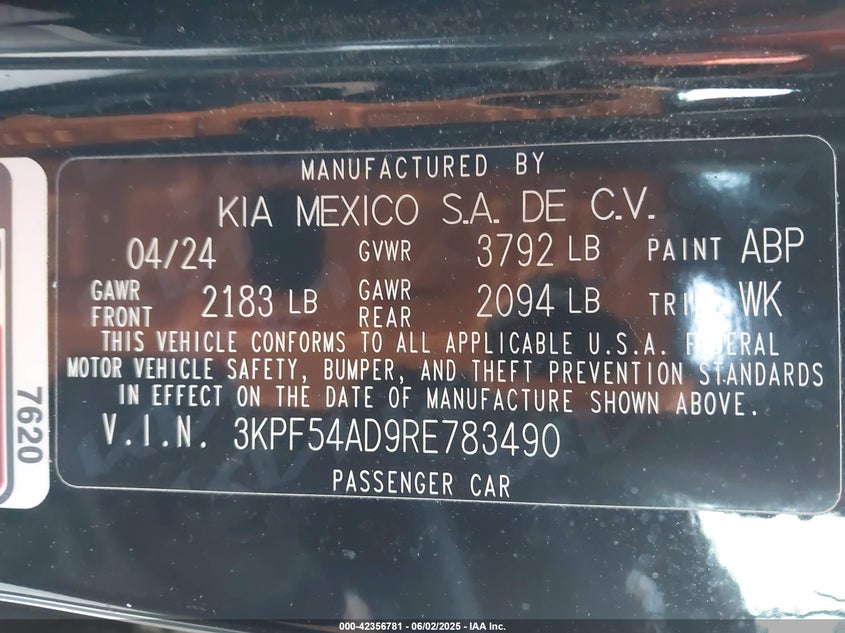 MANUFACTURED BY
KIA MEXICO S.A. DE C.V.
04/24 GVWR 3792 LB PAINT ABP
GAWR FRONT 2183 LB GAWR REAR 2094 LB TRIM WK
THIS VEHICLE CONFORMS TO ALL APPLICABLE U.S.A. FEDERAL
MOTOR VEHICLE SAFETY, BUMPER, AND THEFT PREVENTION STANDARDS
IN EFFECT ON THE DATE OF MANUFACTURE SHOWN ABOVE.
V.I.N. 3KPF54AD9RE783490
PASSENGER CAR
7620
000-42356781 - 06/02/2025 - IAA Inc.